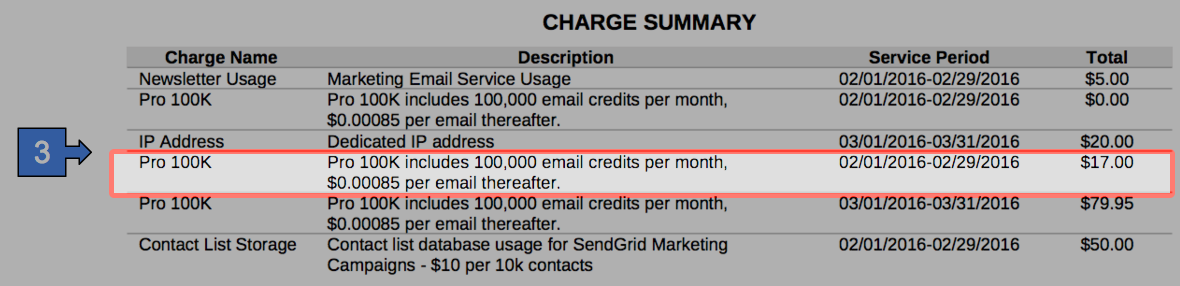 CHARGE SUMMARY
Charge Name Description Service Period Total
Newsletter Usage Marketing Email Service Usage 02/01/2016-02/29/2016 $5.00
Pro 100K Pro 100K includes 100,000 email credits per month, 02/01/2016-02/29/2016 $0.00
$0.00085 per email thereafter.
IP Address Dedicated IP address 03/01/2016-03/31/2016 $20.00
3
Pro 100K Pro 100K includes 100,000 email credits per month, 02/01/2016-02/29/2016 $17.00
$0.00085 per email thereafter.
Pro 100K Pro 100K includes 100,000 email credits per month, 03/01/2016-03/31/2016 $79.95
$0.00085 per email thereafter.
Contact List Storage Contact list database usage for SendGrid Marketing 02/01/2016-02/29/2016 $50.00
Campaigns - $10 per 10k contacts